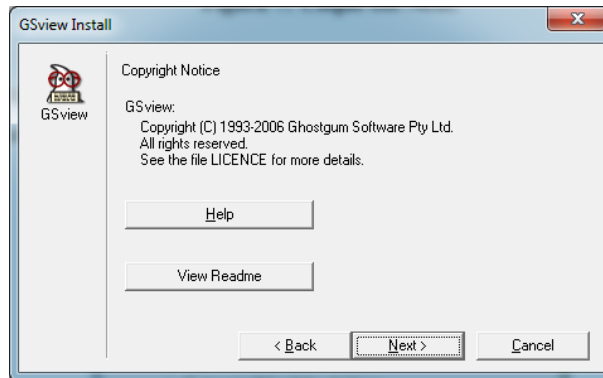 GSview Install
GSview
Copyright Notice
GSview:
Copyright (C) 1993-2006 Ghostgum Software Pty Ltd.
All rights reserved.
See the file LICENCE for more details.
Help
View Readme
< Back
Next >
Cancel